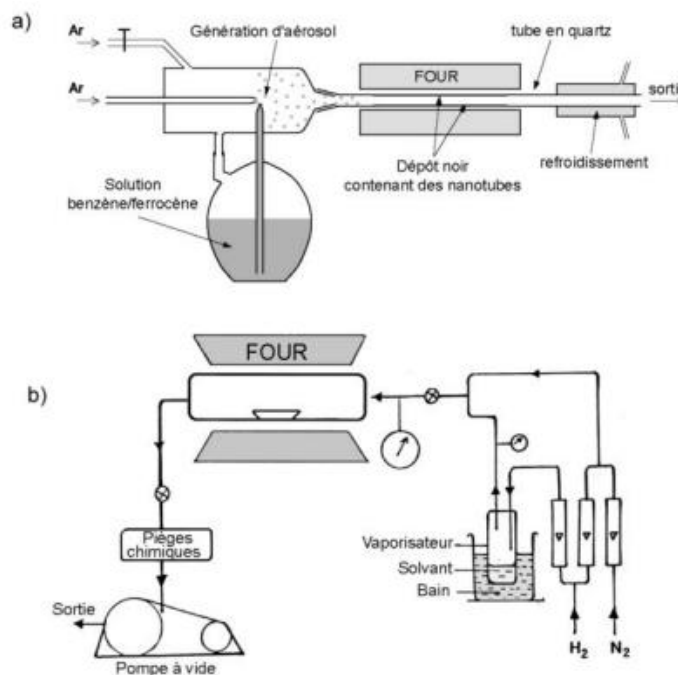 a)
Ar
Génération d'aérosol
tube en quartz
FOUR
Ar
sorti
Dépôt noir
contenant des nanotubes
refroidissement
Solution
benzène/ferrocène
b)
FOUR
Pièges
chimiques
Vaporisateur
Solvant
Bain
Sortie
Pompe à vide
H₂
N₂